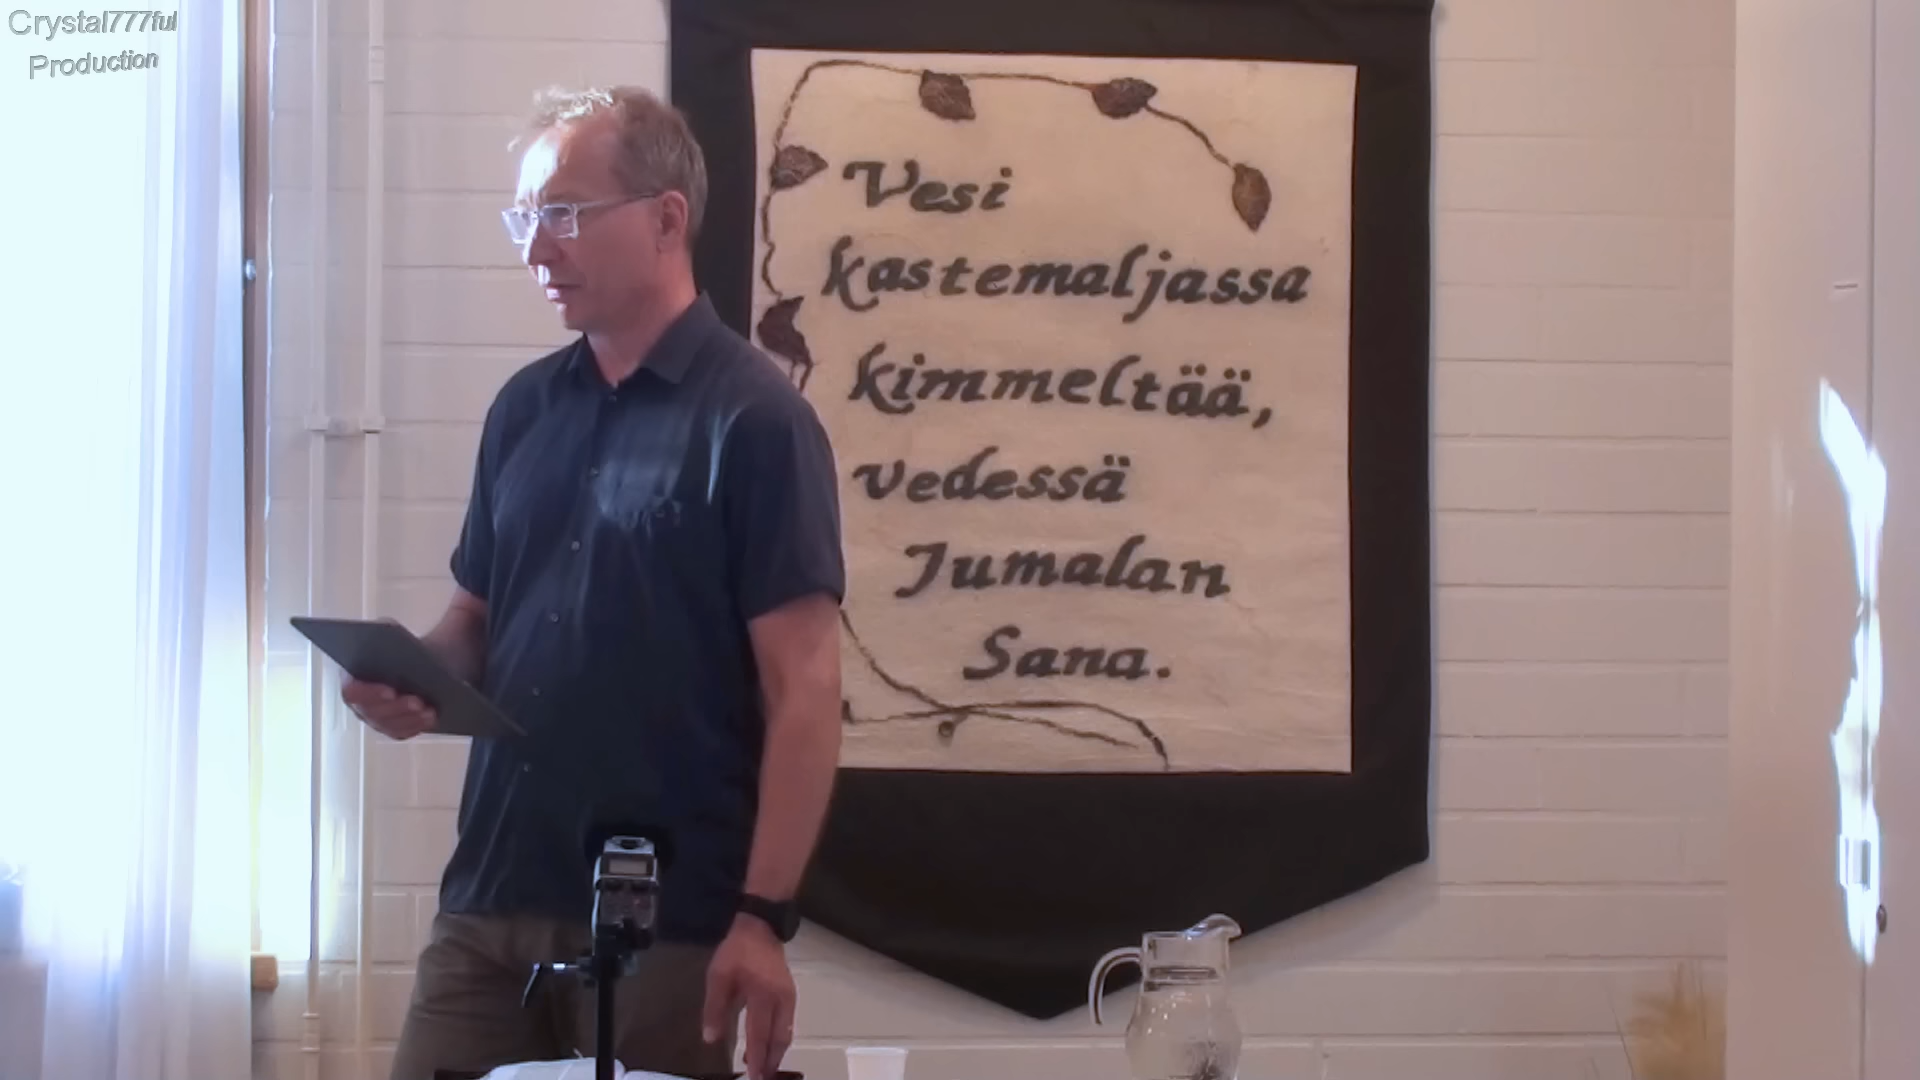 Crystal777ful
Production
Vesi
kastemaljassa
kimmeltää,
vedessä
Jumalan
Sana.